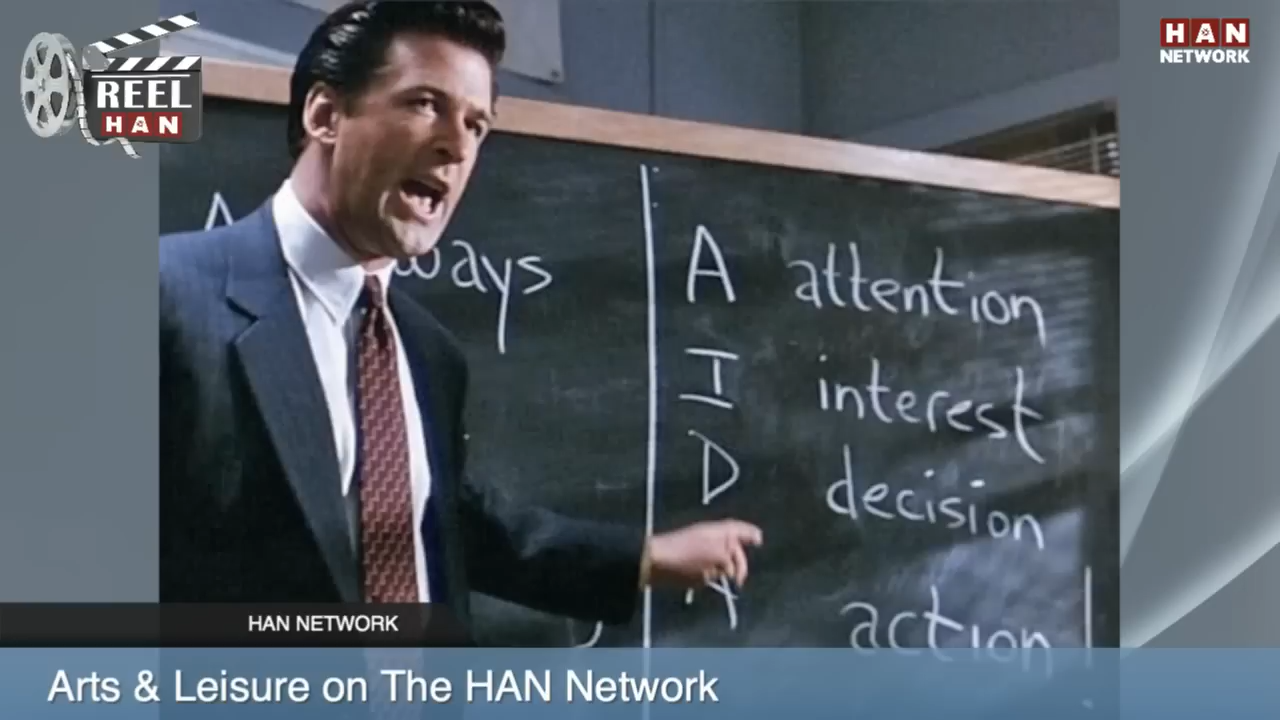 REEL
HAN
HAN
NETWORK
A
ways
A attention
I interest
D decision
A action
HAN NETWORK
Arts & Leisure on The HAN Network